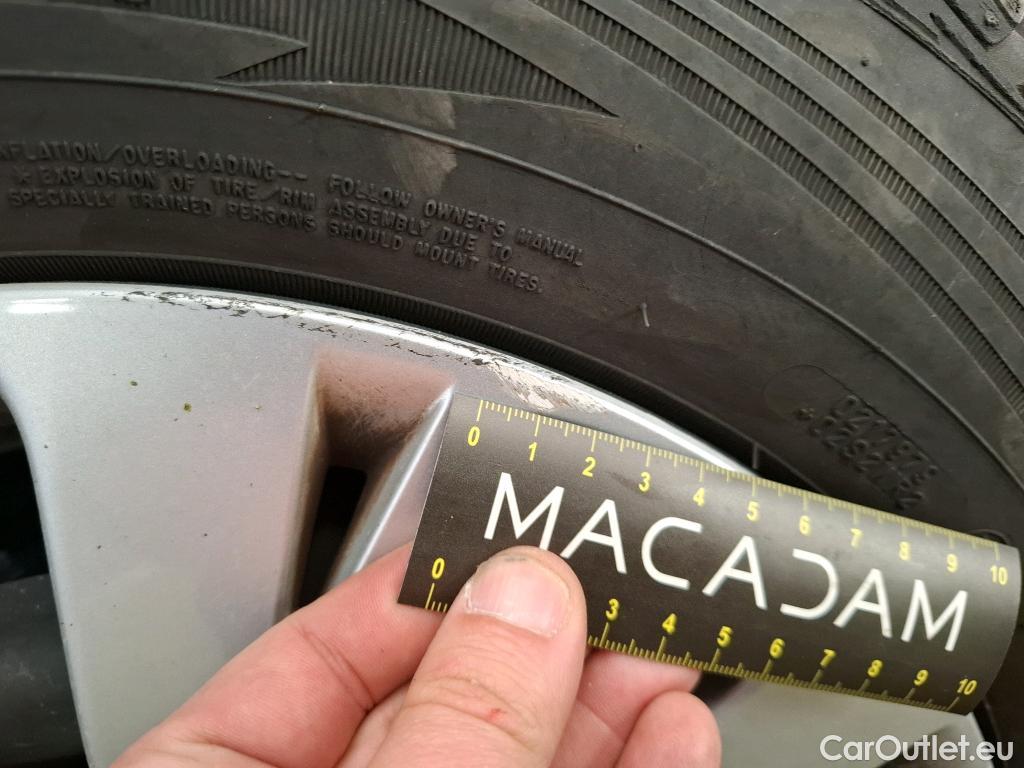 FLATION/OVERLOADING-- FOLLOW OWNER'S MANUAL
EXPLOSION OF TIRE/RIM ASSEMBLY DUE TO
SPECIALLY TRAINED PERSONS SHOULD MOUNT TIRES.
0 1 2 3 4 5 6 7 8 9 10
MACADAM
0 3 4 5 6 7 8 9 10
CarOutlet.eu